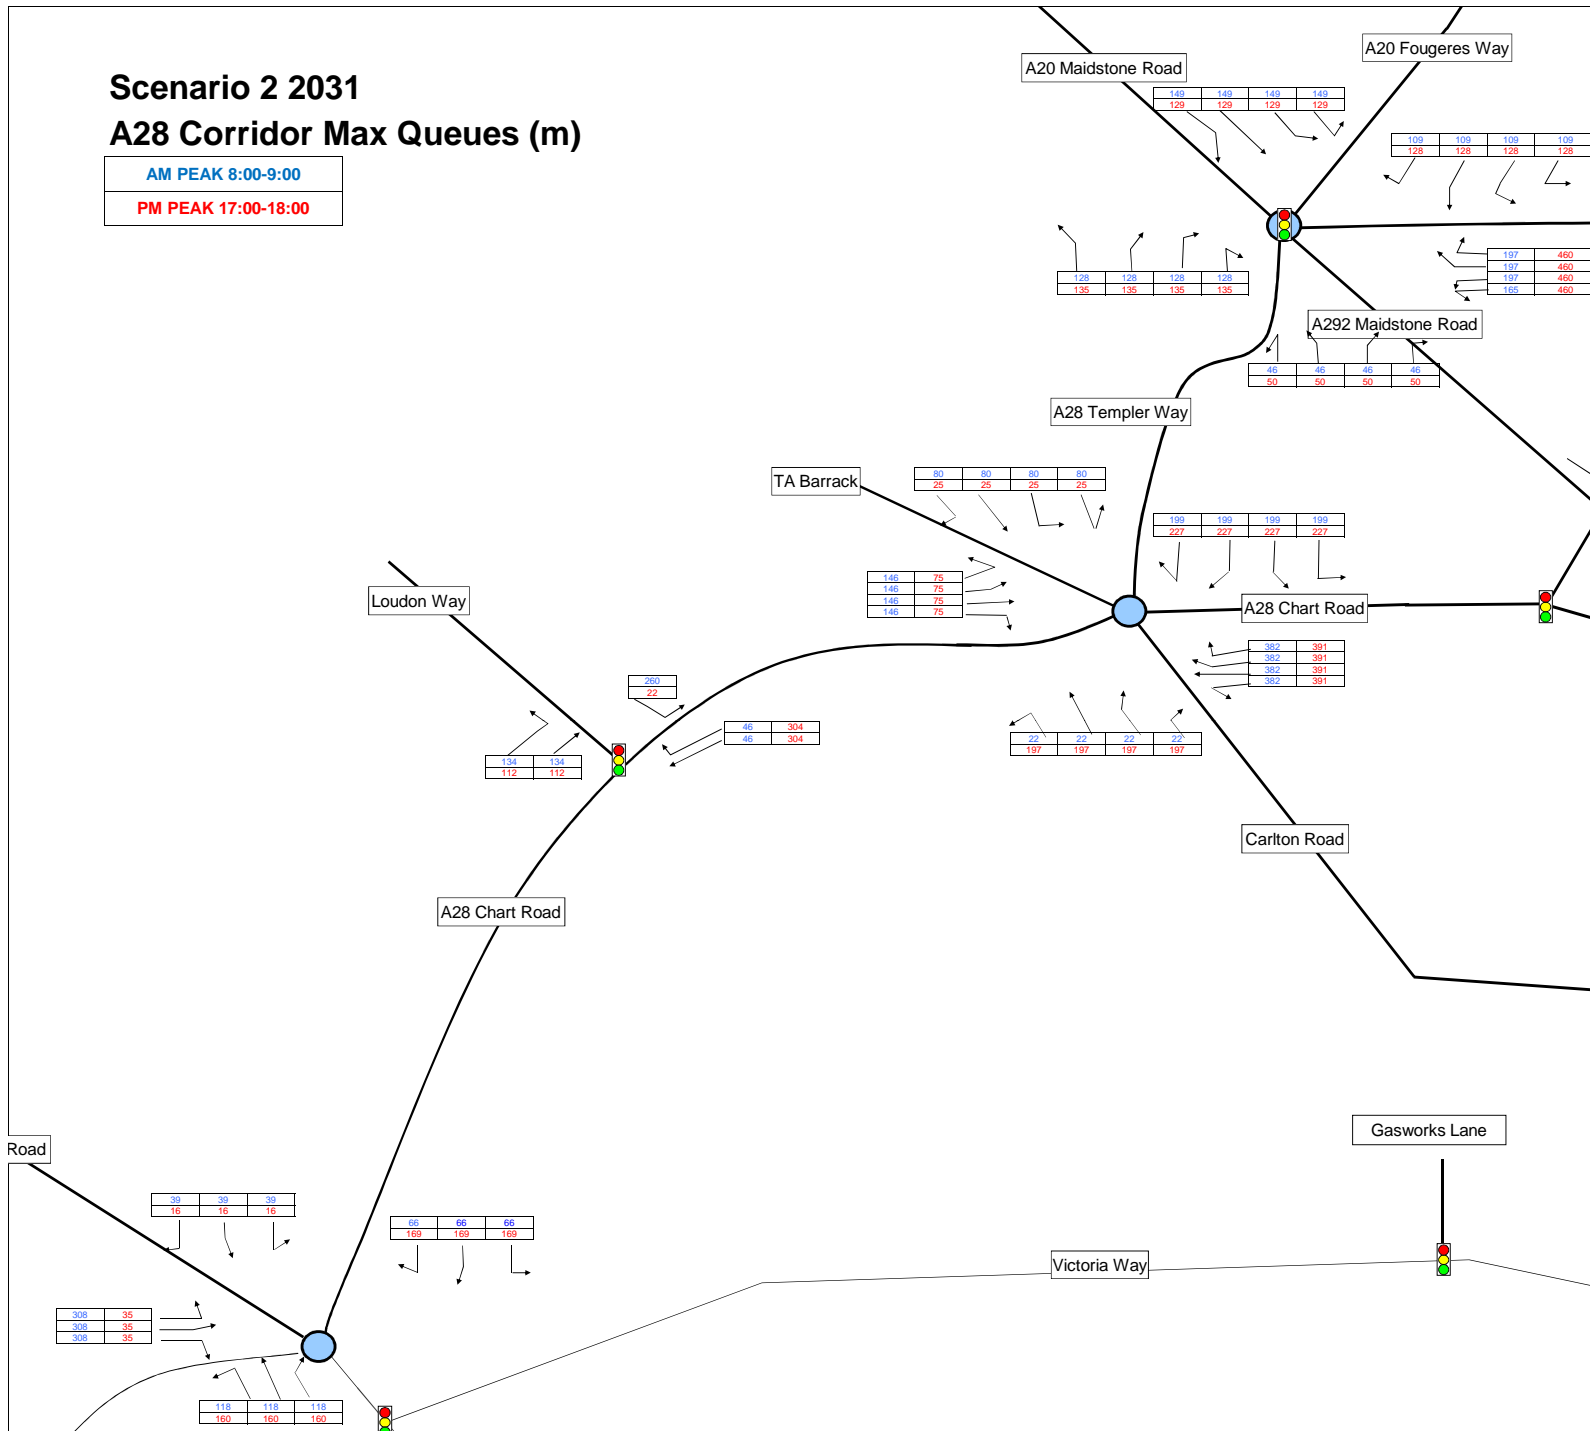 Scenario 2 2031
A28 Corridor Max Queues (m)
AM PEAK 8:00-9:00
PM PEAK 17:00-18:00
A20 Maidstone Road
A20 Fougeres Way
149 149 149 149
129 129 129 129
109 109 109 109
128 128 128 128
128 128 128 128
135 135 135 135
197 460
197 460
197 460
165 460
A292 Maidstone Road
46 46 46 46
50 50 50 50
A28 Templer Way
TA Barrack
80 80 80 80
25 25 25 25
199 199 199 199
227 227 227 227
146 75
146 75
146 75
146 75
Loudon Way
A28 Chart Road
382 391
382 391
382 391
382 391
260
22
46 304
46 304
22 22 22 22
197 197 197 197
134 134
112 112
Carlton Road
A28 Chart Road
Gasworks Lane
Road
39 39 39
16 16 16
66 66 66
169 169 169
Victoria Way
308 35
308 35
308 35
118 118 118
160 160 160